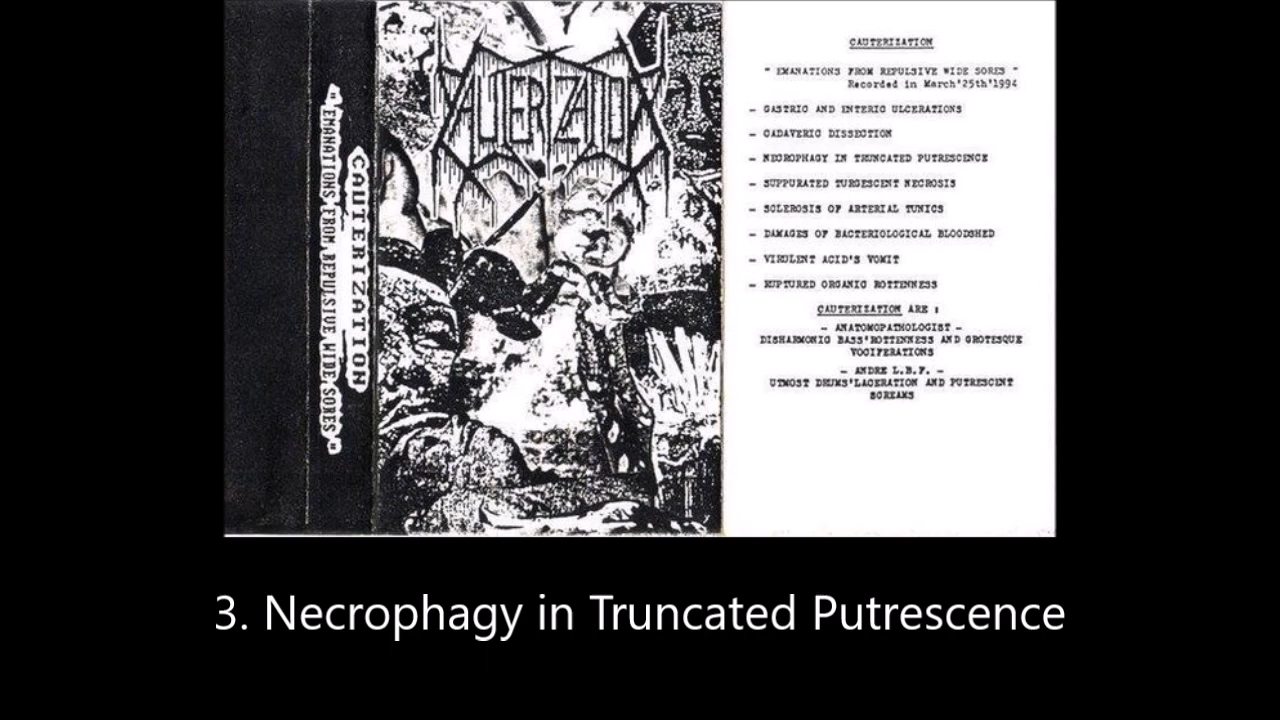 "EMANATIONS FROM REPULSIVE WIDE SORES"
CAUTERIZATION
CAUTERIZATION
CAUTERIZATION
" EMANATIONS FROM REPULSIVE WIDE SORES "
Recorded in March'25th'1994
- GASTRIC AND ENTERIC ULCERATIONS
- CADAVERIC DISSECTION
- NECROPHAGY IN TRUNCATED PUTRESCENCE
- SUPPURATED TURGESCENT NECROSIS
- SCLEROSIS OF ARTERIAL TUNICS
- DAMAGES OF BACTERIOLOGICAL BLOODSHED
- VIRULENT ACID'S VOMIT
- RUPTURED ORGANIC ROTTENNESS
CAUTERIZATION ARE :
- ANATOMOPATHOLOGIST -
DISHARMONIC BASS'ROTTENNESS AND GROTESQUE
VOCIFERATIONS
- ANDRE L.B.F. -
UTMOST DRUMS'LACERATION AND PUTRESCENT
SCREAMS
3. Necrophagy in Truncated Putrescence